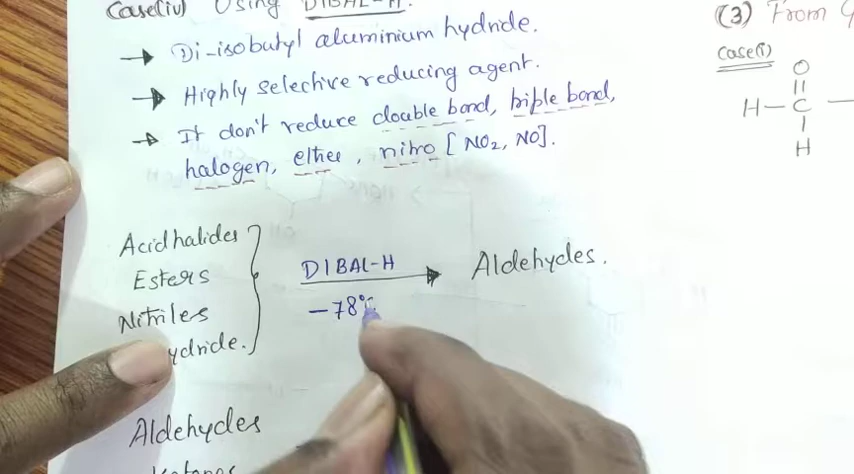 Case(iv) Using DIBAL-H.
→ Di-isobutyl aluminium hydride.
→ Highly selective reducing agent.
→ It don't reduce double bond, triple bond,
halogen, ether, nitro [NO₂, NO].
Acid halides
Esters
Nitriles
ydride.
DIBAL-H
-78°C
Aldehydes.
Aldehydes
Ketones
(3) From
Case(i)
O
H-C-
H